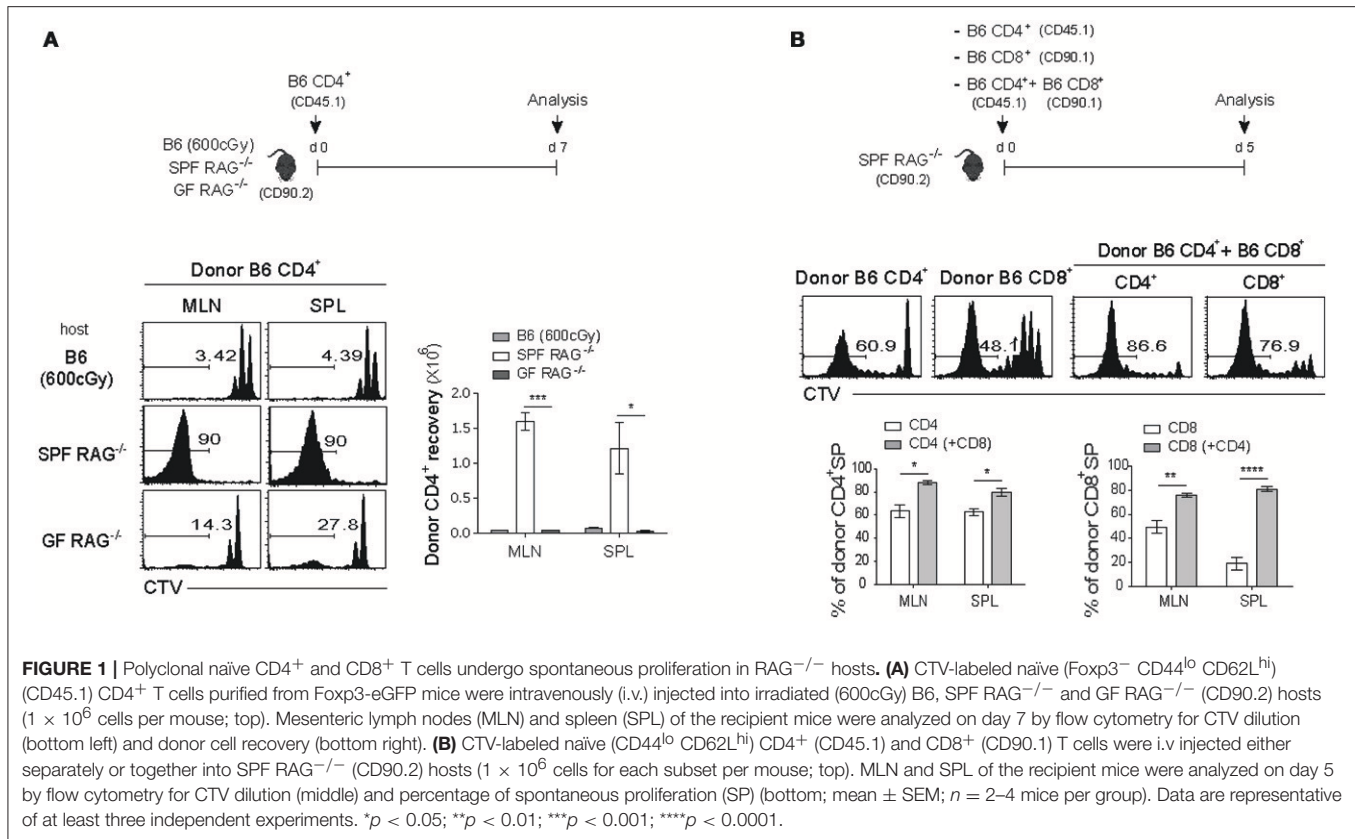 A
B6 CD4+
(CD45.1)
Analysis
B6 (600cGy)
SPF RAG-/-
GF RAG-/-
(CD90.2)
d 0
d 7
Donor B6 CD4+
MLN
SPL
host
B6
(600cGy)
3.42
4.39
SPF RAG-/-
90
90
GF RAG-/-
14.3
27.8
CTV
B6 (600cGy)
SPF RAG-/-
GF RAG-/-
Donor CD4+ recovery (×10^6)
2.0
1.5
1.0
0.5
0.0
***
*
MLN
SPL
B
- B6 CD4+ (CD45.1)
- B6 CD8+ (CD90.1)
- B6 CD4+ + B6 CD8+
(CD45.1) (CD90.1)
Analysis
SPF RAG-/-
(CD90.2)
d 0
d 5
Donor B6 CD4+ + B6 CD8+
Donor B6 CD4+
Donor B6 CD8+
CD4+
CD8+
60.9
48.1
86.6
76.9
CTV
CD4
CD4 (+CD8)
% of donor CD4+SP
100
80
60
40
20
0
*
*
MLN
SPL
CD8
CD8 (+CD4)
% of donor CD8+SP
100
80
60
40
20
0
**
****
MLN
SPL
FIGURE 1 | Polyclonal naïve CD4+ and CD8+ T cells undergo spontaneous proliferation in RAG−/− hosts. (A) CTV-labeled naïve (Foxp3− CD44lo CD62Lhi)
(CD45.1) CD4+ T cells purified from Foxp3-eGFP mice were intravenously (i.v.) injected into irradiated (600cGy) B6, SPF RAG−/− and GF RAG−/− (CD90.2) hosts
(1 × 10^6 cells per mouse; top). Mesenteric lymph nodes (MLN) and spleen (SPL) of the recipient mice were analyzed on day 7 by flow cytometry for CTV dilution
(bottom left) and donor cell recovery (bottom right). (B) CTV-labeled naïve (CD44lo CD62Lhi) CD4+ (CD45.1) and CD8+ (CD90.1) T cells were i.v injected either
separately or together into SPF RAG−/− (CD90.2) hosts (1 × 10^6 cells for each subset per mouse; top). MLN and SPL of the recipient mice were analyzed on day 5
by flow cytometry for CTV dilution (middle) and percentage of spontaneous proliferation (SP) (bottom; mean ± SEM; n = 2–4 mice per group). Data are representative
of at least three independent experiments. *p < 0.05; **p < 0.01; ***p < 0.001; ****p < 0.0001.